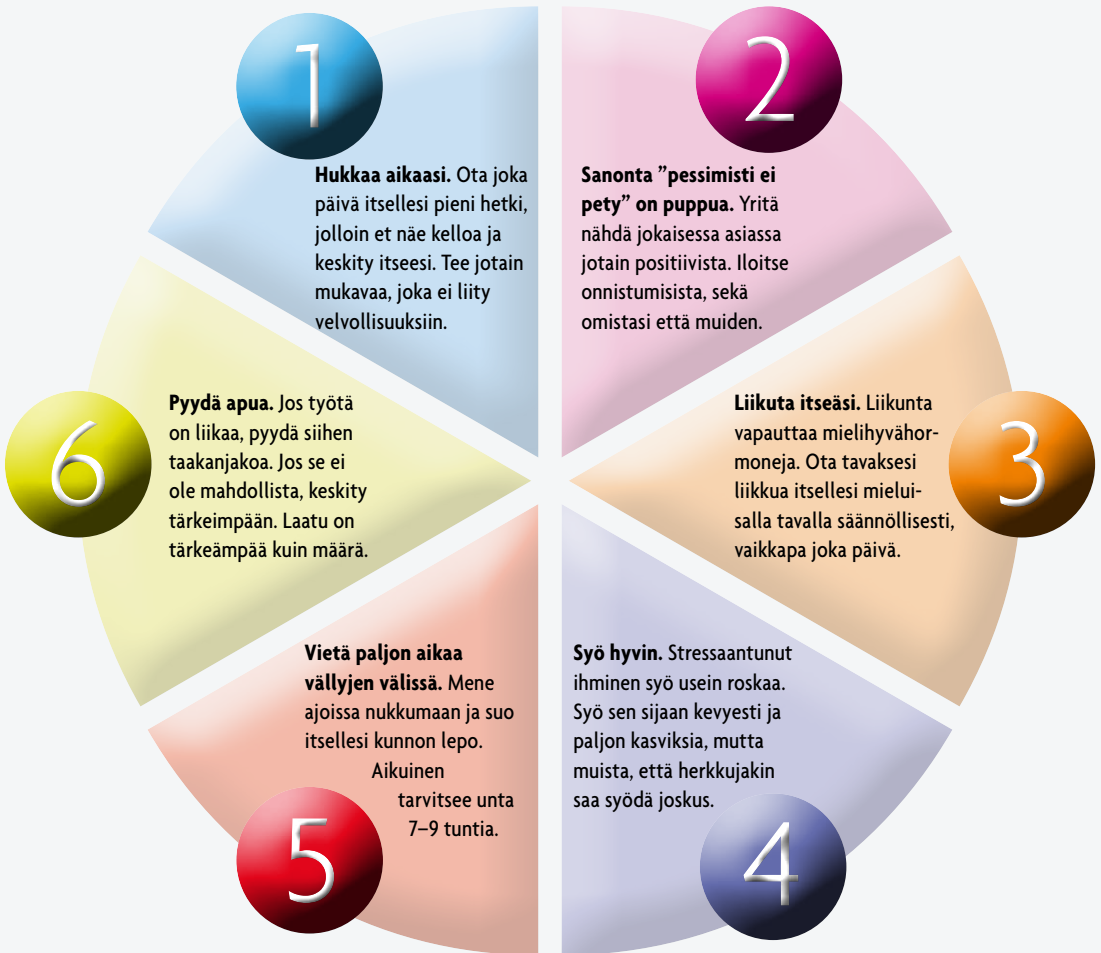 1
Hukkaa aikaasi. Ota joka
päivä itsellesi pieni hetki,
jolloin et näe kelloa ja
keskity itseesi. Tee jotain
mukavaa, joka ei liity
velvollisuuksiin.
2
Sanonta ”pessimisti ei
pety” on puppua. Yritä
nähdä jokaisessa asiassa
jotain positiivista. Iloitse
onnistumisista, sekä
omistasi että muiden.
3
Liikuta itseäsi. Liikunta
vapauttaa mielihyvähor-
moneja. Ota tavaksesi
liikkua itsellesi mielui-
salla tavalla säännöllisesti,
vaikkapa joka päivä.
4
Syö hyvin. Stressaantunut
ihminen syö usein roskaa.
Syö sen sijaan kevyesti ja
paljon kasviksia, mutta
muista, että herkkujakin
saa syödä joskus.
5
Vietä paljon aikaa
vällyjen välissä. Mene
ajoissa nukkumaan ja suo
itsellesi kunnon lepo.
Aikuinen
tarvitsee unta
7–9 tuntia.
6
Pyydä apua. Jos työtä
on liikaa, pyydä siihen
taakanjakoa. Jos se ei
ole mahdollista, keskity
tärkeimpään. Laatu on
tärkeämpää kuin määrä.